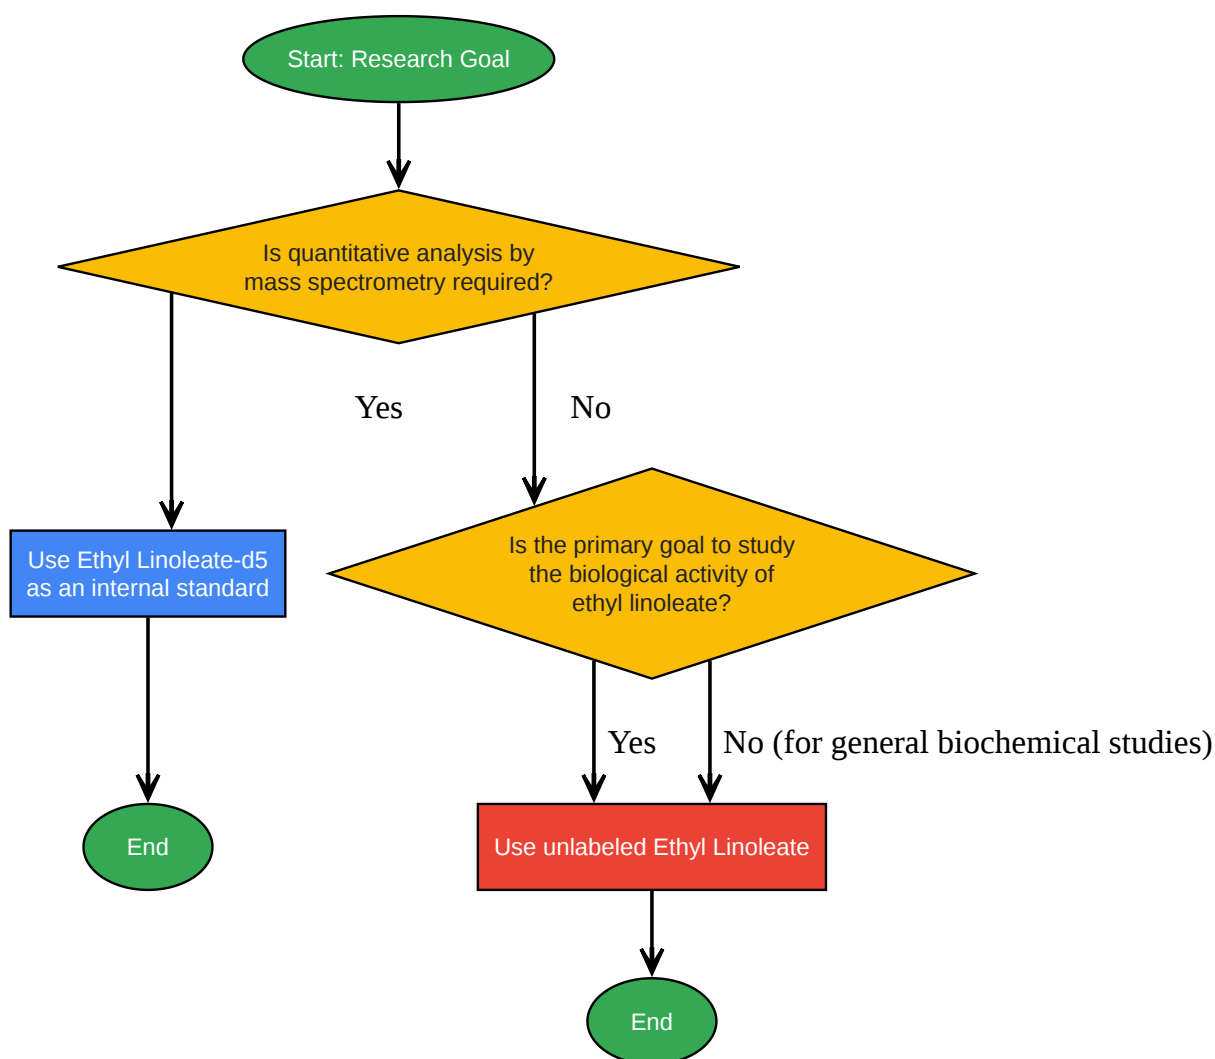 Start: Research Goal
Is quantitative analysis by
mass spectrometry required?
Yes
No
Use Ethyl Linoleate-d5
as an internal standard
Is the primary goal to study
the biological activity of
ethyl linoleate?
Yes
No (for general biochemical studies)
End
Use unlabeled Ethyl Linoleate
End